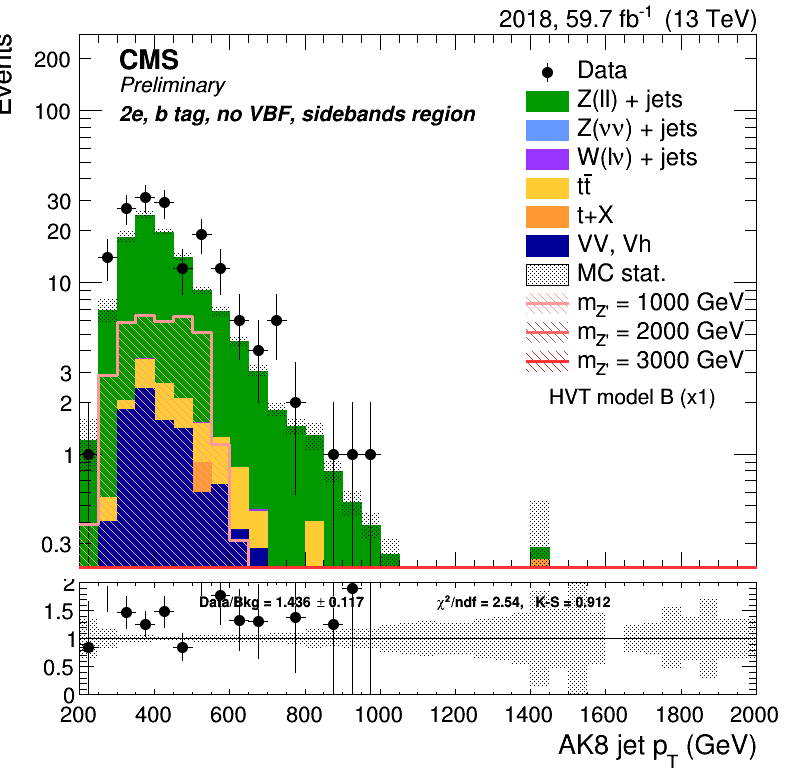 2018, 59.7 fb⁻¹ (13 TeV)
Events
CMS
Preliminary
2e, b tag, no VBF, sidebands region
Data
Z(ll) + jets
Z(νν) + jets
W(lν) + jets
tt̄
t+X
VV, Vh
MC stat.
m_Z' = 1000 GeV
m_Z' = 2000 GeV
m_Z' = 3000 GeV
HVT model B (x1)
200
100
30
20
10
3
2
1
0.3
Data/Bkg = 1.436 ± 0.117
χ²/ndf = 2.54, K-S = 0.912
2
1.5
1
0.5
0
200 400 600 800 1000 1200 1400 1600 1800 2000
AK8 jet p_T (GeV)